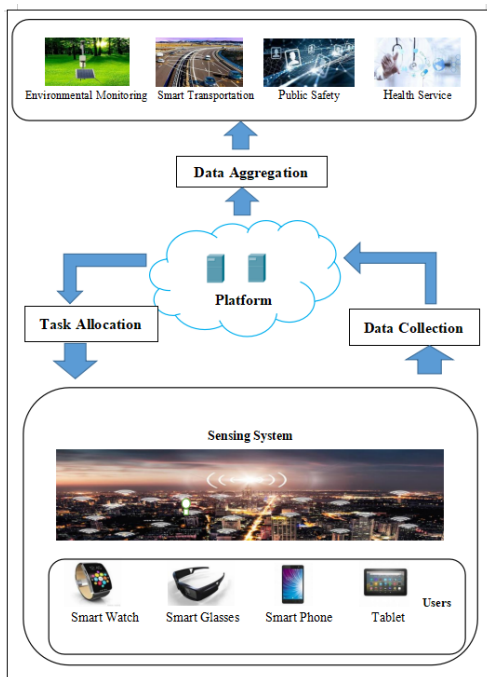 Environmental Monitoring Smart Transportation Public Safety Health Service
Data Aggregation
Platform
Task Allocation Data Collection
Sensing System
Users
Smart Watch Smart Glasses Smart Phone Tablet